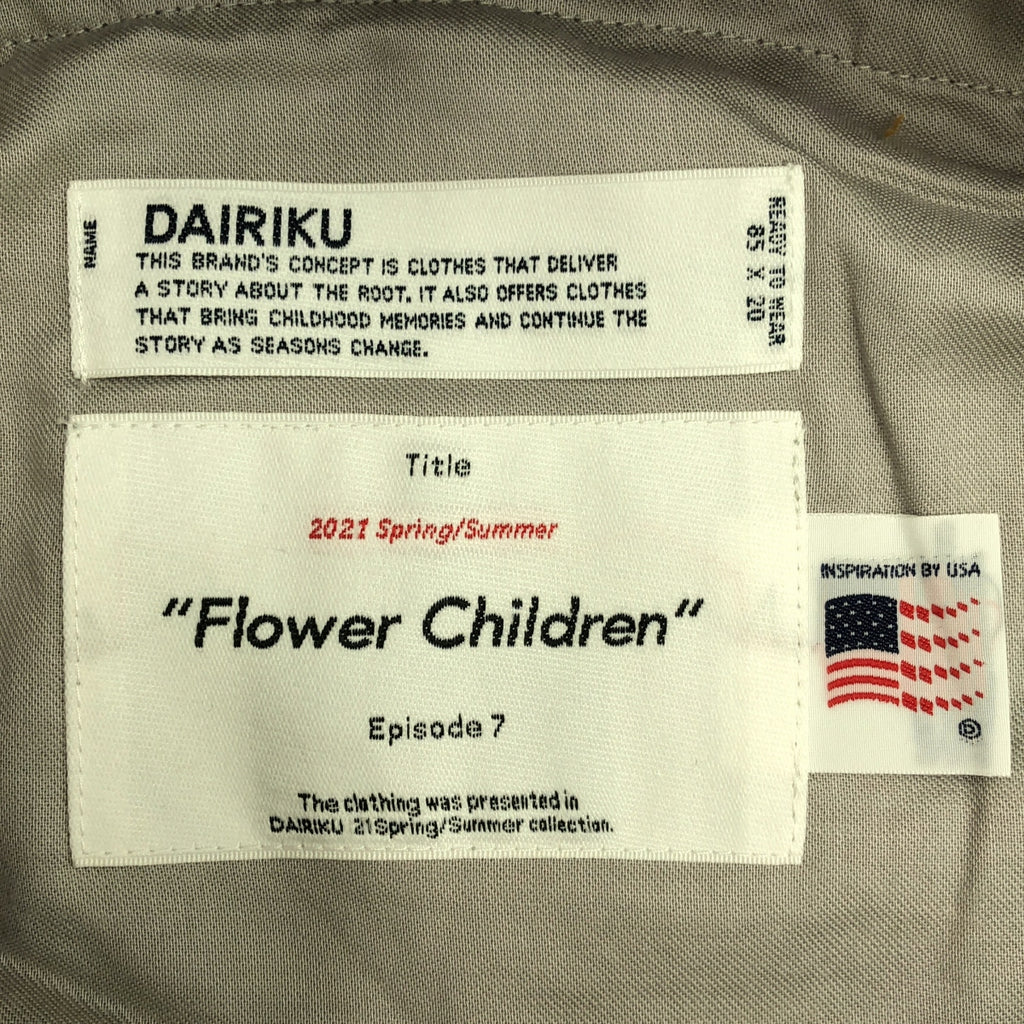 NAME
DAIRIKU
THIS BRAND'S CONCEPT IS CLOTHES THAT DELIVER
A STORY ABOUT THE ROOT. IT ALSO OFFERS CLOTHES
THAT BRING CHILDHOOD MEMORIES AND CONTINUE THE
STORY AS SEASONS CHANGE.
READY TO WEAR
85 X 20
Title
2021 Spring/Summer
"Flower Children"
Episode 7
The clothing was presented in
DAIRIKU 21Spring/Summer collection.
INSPIRATION BY USA